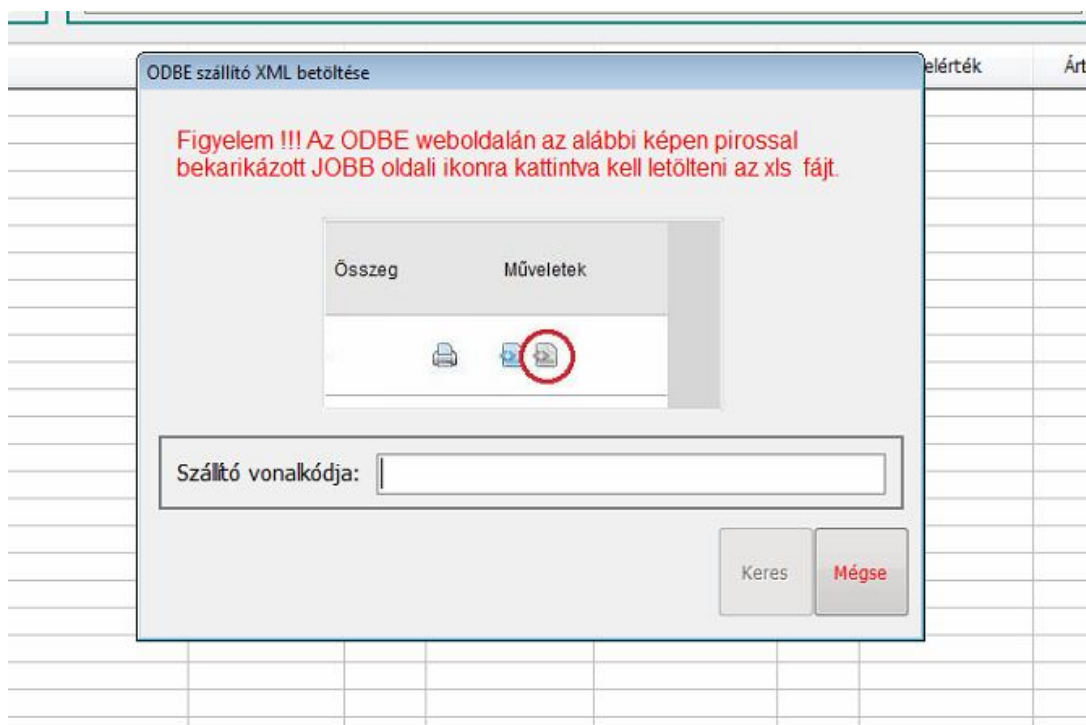 ODBE szállító XML betöltése
elérték Árt
Figyelem !!! Az ODBE weboldalán az alábbi képen pirossal
bekarikázott JOBB oldali ikonra kattintva kell letölteni az xls fájt.
Összeg Műveletek
Szállító vonalkódja:
Keres Mégse